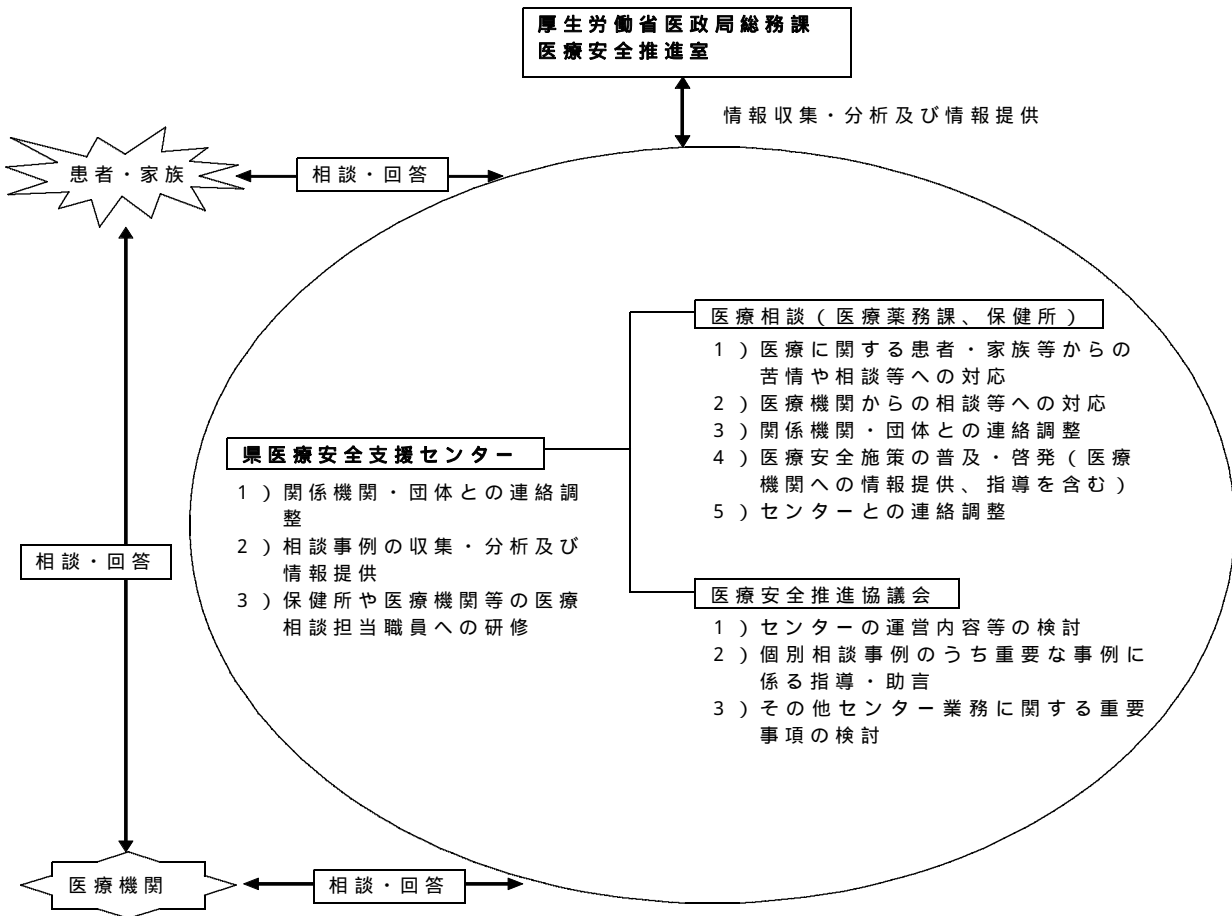 厚生労働省医政局総務課
医療安全推進室
情報収集・分析及び情報提供
患者・家族
相談・回答
医療相談(医療薬務課、保健所)
1)医療に関する患者・家族等からの
苦情や相談等への対応
2)医療機関からの相談等への対応
3)関係機関・団体との連絡調整
4)医療安全施策の普及・啓発(医療
機関への情報提供、指導を含む)
5)センターとの連絡調整
県医療安全支援センター
1)関係機関・団体との連絡調
整
2)相談事例の収集・分析及び
情報提供
3)保健所や医療機関等の医療
相談担当職員への研修
相談・回答
医療安全推進協議会
1)センターの運営内容等の検討
2)個別相談事例のうち重要な事例に
係る指導・助言
3)その他センター業務に関する重要
事項の検討
医療機関
相談・回答